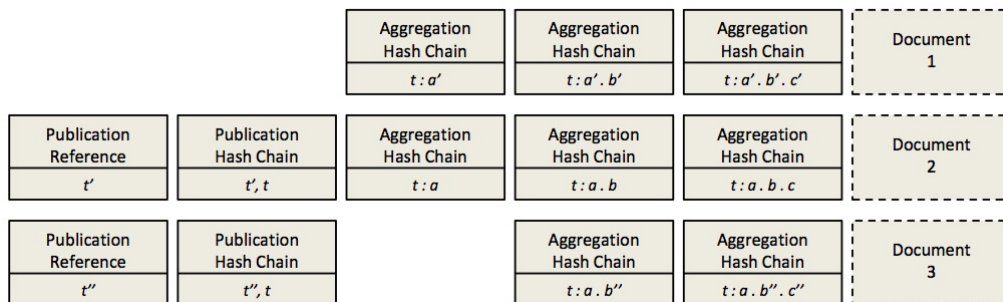 Aggregation
Hash Chain
t : a’
Aggregation
Hash Chain
t : a’ . b’
Aggregation
Hash Chain
t : a’ . b’ . c’
Document
1
Publication
Reference
t’
Publication
Hash Chain
t’, t
Aggregation
Hash Chain
t : a
Aggregation
Hash Chain
t : a . b
Aggregation
Hash Chain
t : a . b . c
Document
2
Publication
Reference
t’’
Publication
Hash Chain
t’’, t
Aggregation
Hash Chain
t : a . b’’
Aggregation
Hash Chain
t : a . b’’ . c’’
Document
3